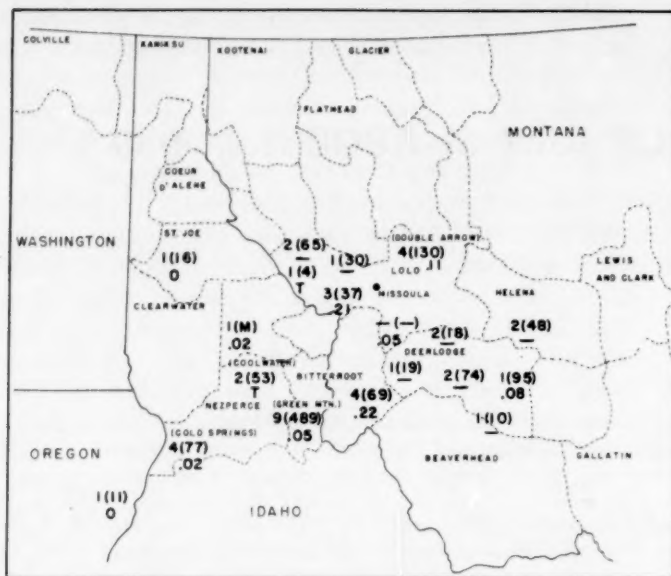 COLVILLE
KANIKSU
KOOTENAI
GLACIER
FLATHEAD
MONTANA
COEUR
D'ALENE
WASHINGTON
ST. JOE
1(16)
0
2(65)
—
1(4)
T
1(30)
—
(DOUBLE ARROW)
4(130)
LOLO .11
LEWIS
AND CLARK
CLEARWATER
3(37)
MISSOULA
HELENA
1(M)
.02
—(—)
.05
2(18)
—
2(48)
—
DEERLODGE
(COOLWATER)
2(53)
T
BITTERROOT
1(19)
—
2(74)
—
1(95)
.08
NEZPERCE
(GREEN MTN.)
9(489)
.05
4(69)
.22
(GOLD SPRINGS)
4(77)
.02
1(10)
—
OREGON
BEAVERHEAD
GALLATIN
1(11)
0
IDAHO